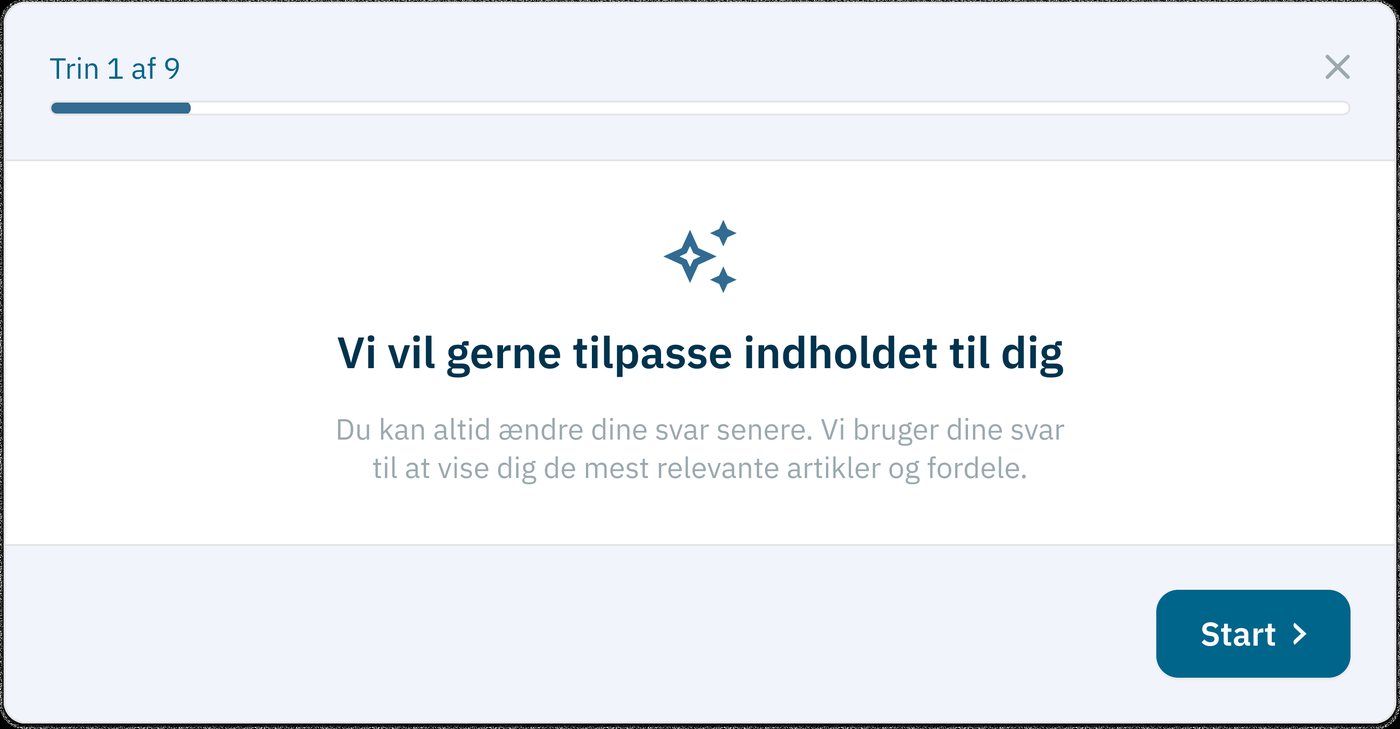 Trin 1 af 9
Vi vil gerne tilpasse indholdet til dig
Du kan altid ændre dine svar senere. Vi bruger dine svar
til at vise dig de mest relevante artikler og fordele.
Start